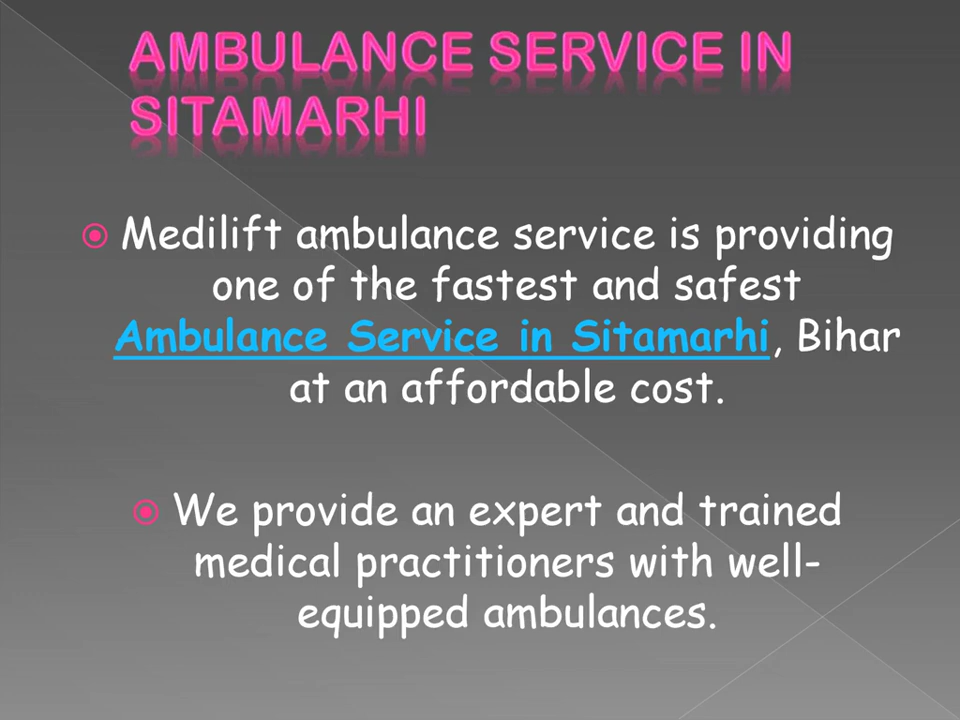 AMBULANCE SERVICE IN
SITAMARHI
Medilift ambulance service is providing
one of the fastest and safest
Ambulance Service in Sitamarhi, Bihar
at an affordable cost.
We provide an expert and trained
medical practitioners with well-
equipped ambulances.